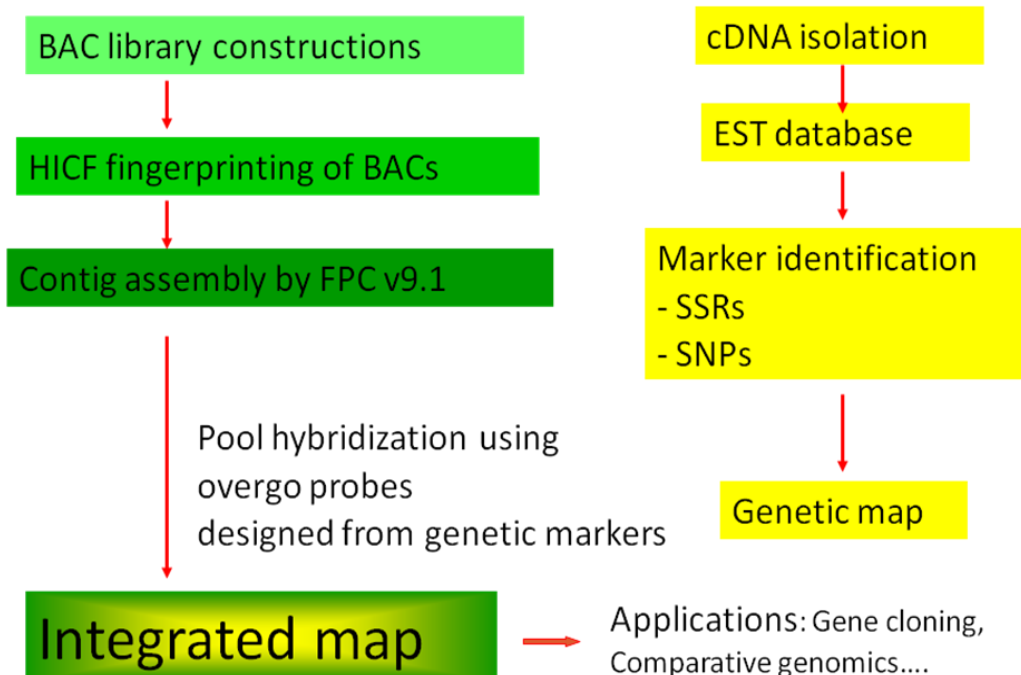 BAC library constructions
HICF fingerprinting of BACs
Contig assembly by FPC v9.1
Pool hybridization using
overgo probes
designed from genetic markers
Integrated map
cDNA isolation
EST database
Marker identification
- SSRs
- SNPs
Genetic map
Applications: Gene cloning,
Comparative genomics....